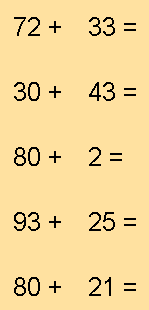 72 + 33 =
30 + 43 =
80 + 2 =
93 + 25 =
80 + 21 =